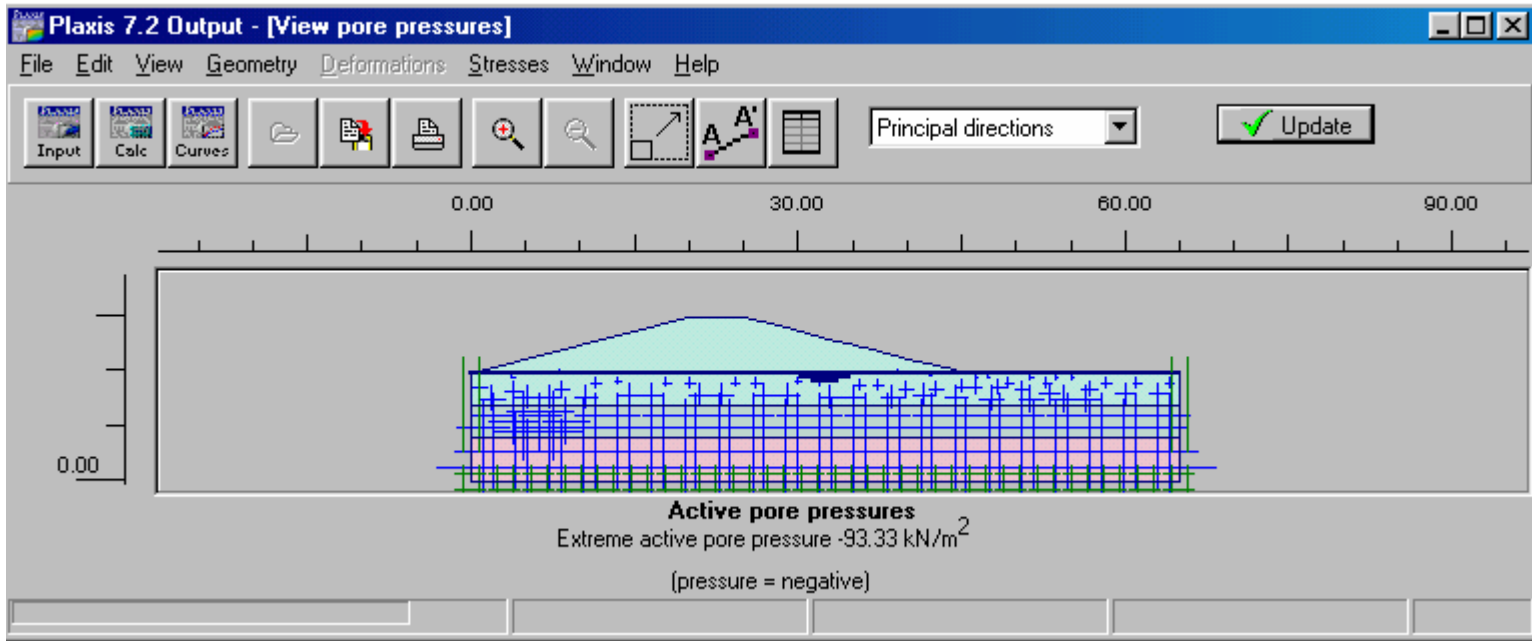 Plaxis 7.2 Output - [View pore pressures]
File Edit View Geometry Deformations Stresses Window Help
Input Calc Curves A A' Principal directions Update
0.00 30.00 60.00 90.00
0.00
Active pore pressures
Extreme active pore pressure -93.33 kN/m2
(pressure = negative)